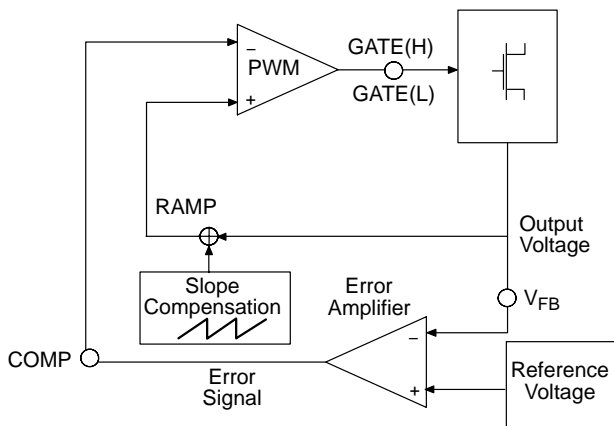 GATE(H)
−
PWM
GATE(L)
+
RAMP
Output
Voltage
Slope
Compensation
Error
Amplifier
VFB
−
COMP
Error
Signal
+
Reference
Voltage